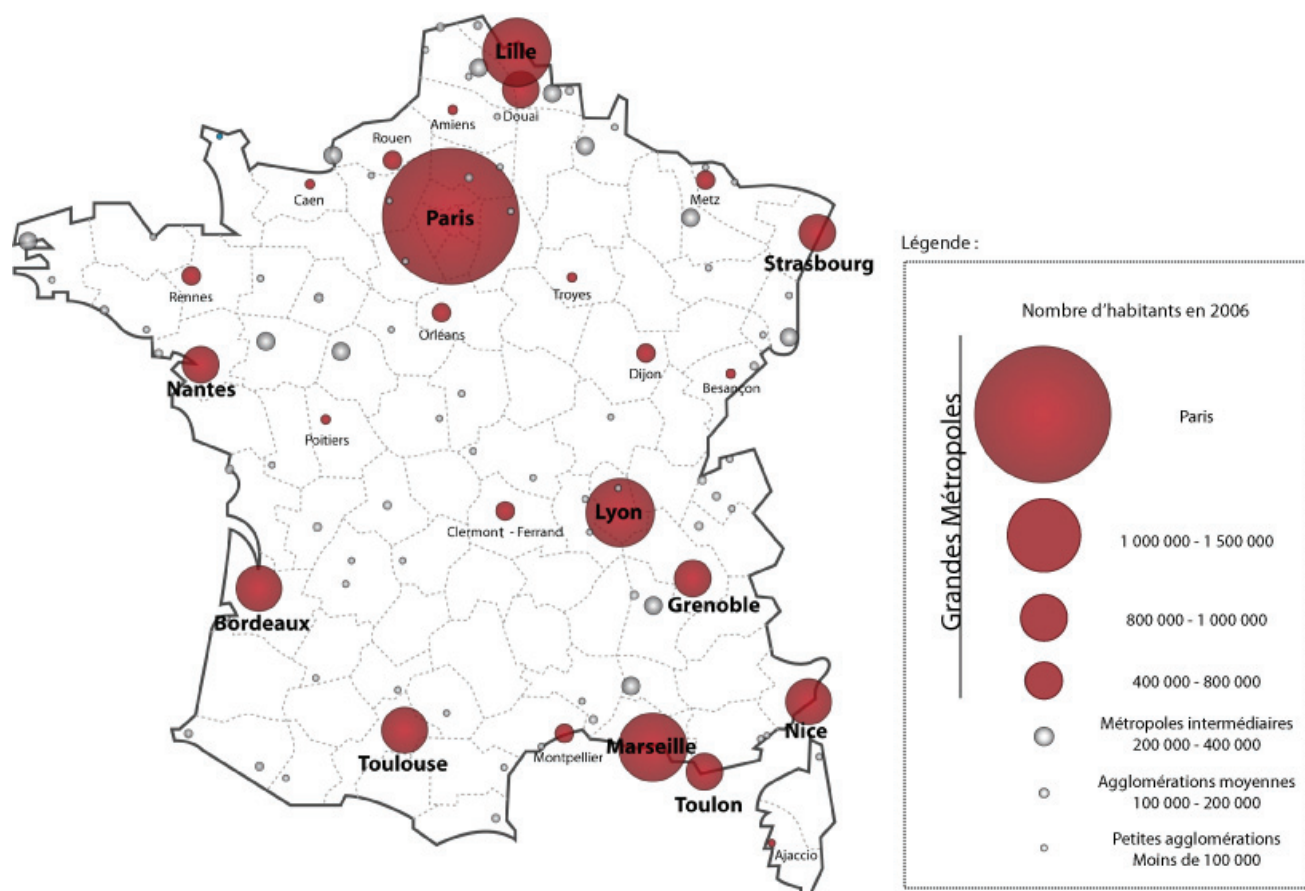 Lille
Douai
Amiens
Rouen
Caen
Metz
Paris
Strasbourg
Rennes
Troyes
Orléans
Dijon
Besançon
Nantes
Poitiers
Lyon
Clermont - Ferrand
Grenoble
Bordeaux
Nice
Toulouse
Montpellier
Marseille
Toulon
Ajaccio
Légende :
Nombre d'habitants en 2006
Grandes Métropoles
Paris
1 000 000 - 1 500 000
800 000 - 1 000 000
400 000 - 800 000
Métropoles intermédiaires
200 000 - 400 000
Agglomérations moyennes
100 000 - 200 000
Petites agglomérations
Moins de 100 000